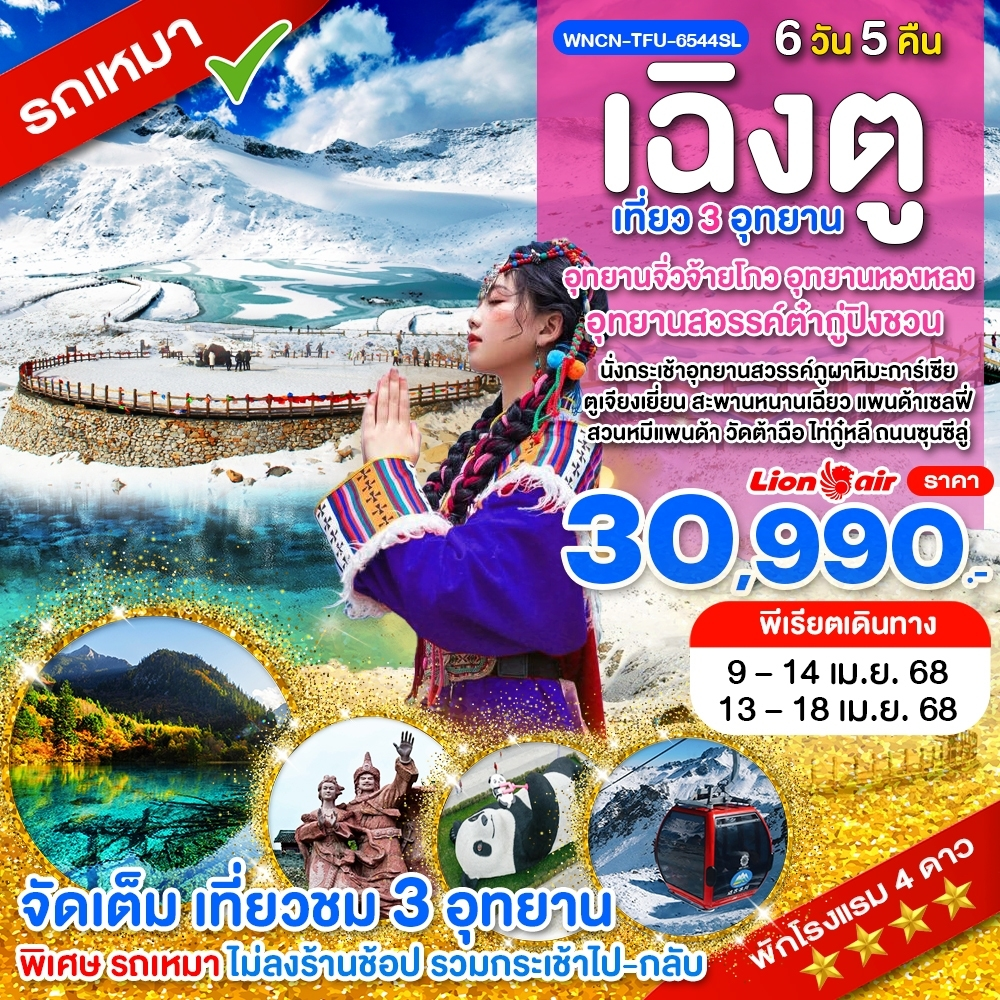 รถเหมา
WNCN-TFU-6544SL
6 วัน 5 คืน
เฉิงตู
เที่ยว 3 อุทยาน
อุทยานจิ่วจ้ายโกว อุทยานหวงหลง
อุทยานสวรรค์ต๋ากู่ปิงชวน
นั่งกระเช้าอุทยานสวรรค์ภูผาหิมะการ์เซีย
ตูเจียงเยี่ยน สะพานหนานเฉียว แพนด้าเซลฟี่
สวนหมีแพนด้า วัดต้าฉือ ไท่กู๋หลี ถนนชุนซีลู่
Lion air
ราคา
30,990.-
พีเรียตเดินทาง
9 – 14 เม.ย. 68
13 – 18 เม.ย. 68
จัดเต็ม เที่ยวชม 3 อุทยาน
พิเศษ รถเหมา ไม่ลงร้านช้อป รวมกระเช้าไป-กลับ
พักโรงแรม 4 ดาว